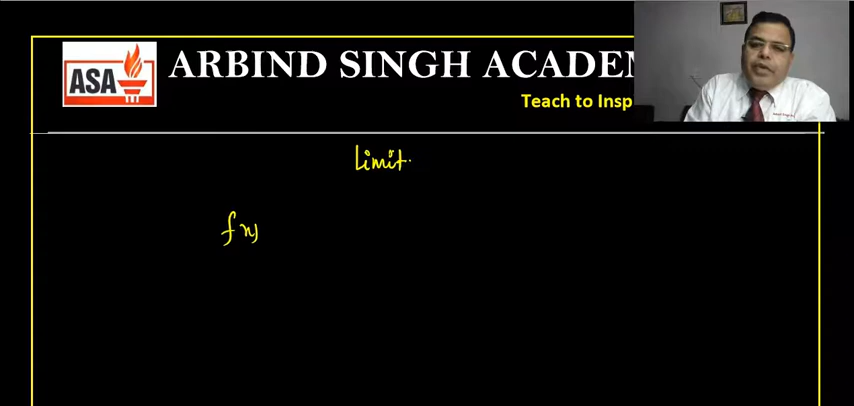 ASA
ARBIND SINGH ACADEM
Teach to Insp
Limit
f(x)